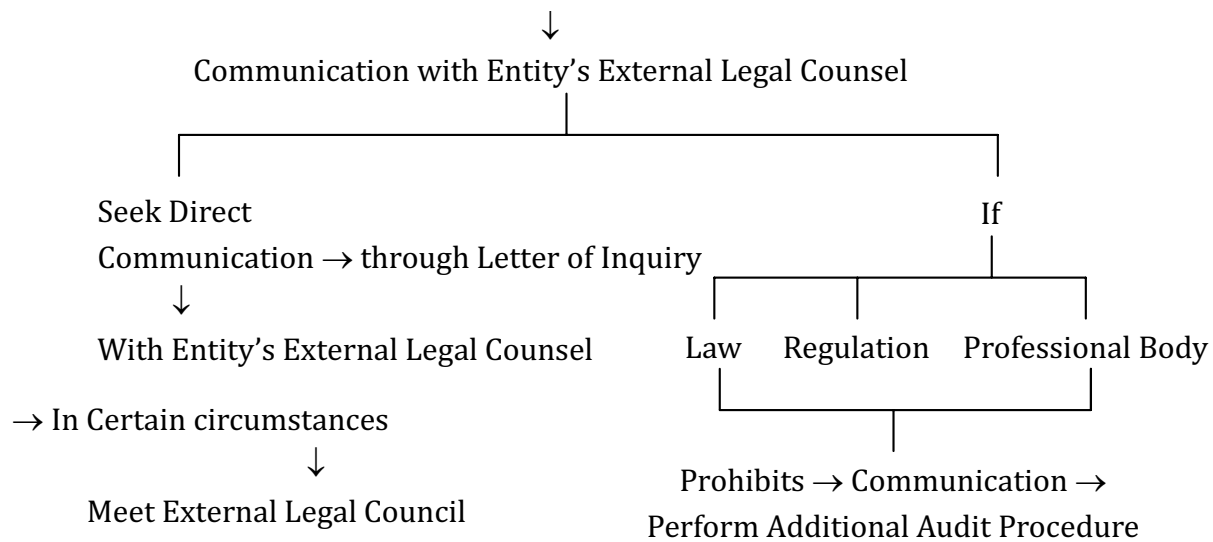 ↓
Communication with Entity’s External Legal Counsel
Seek Direct
Communication → through Letter of Inquiry
↓
With Entity’s External Legal Counsel
→ In Certain circumstances
↓
Meet External Legal Council
If
Law Regulation Professional Body
Prohibits → Communication →
Perform Additional Audit Procedure